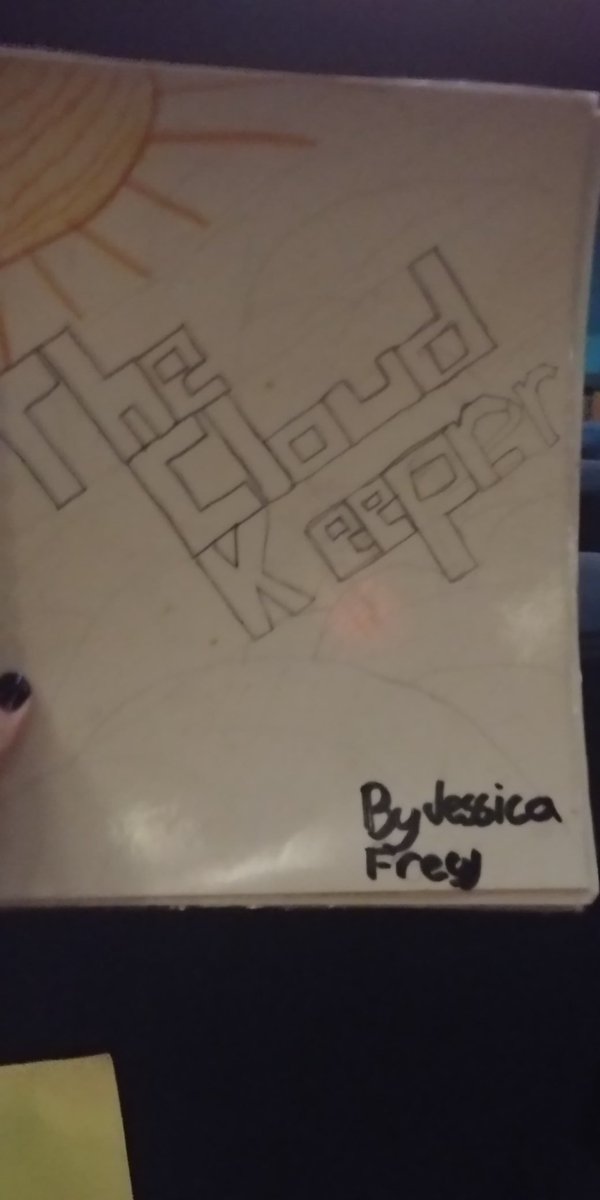 The
Cloud
Keeper
By Jessica
Frey